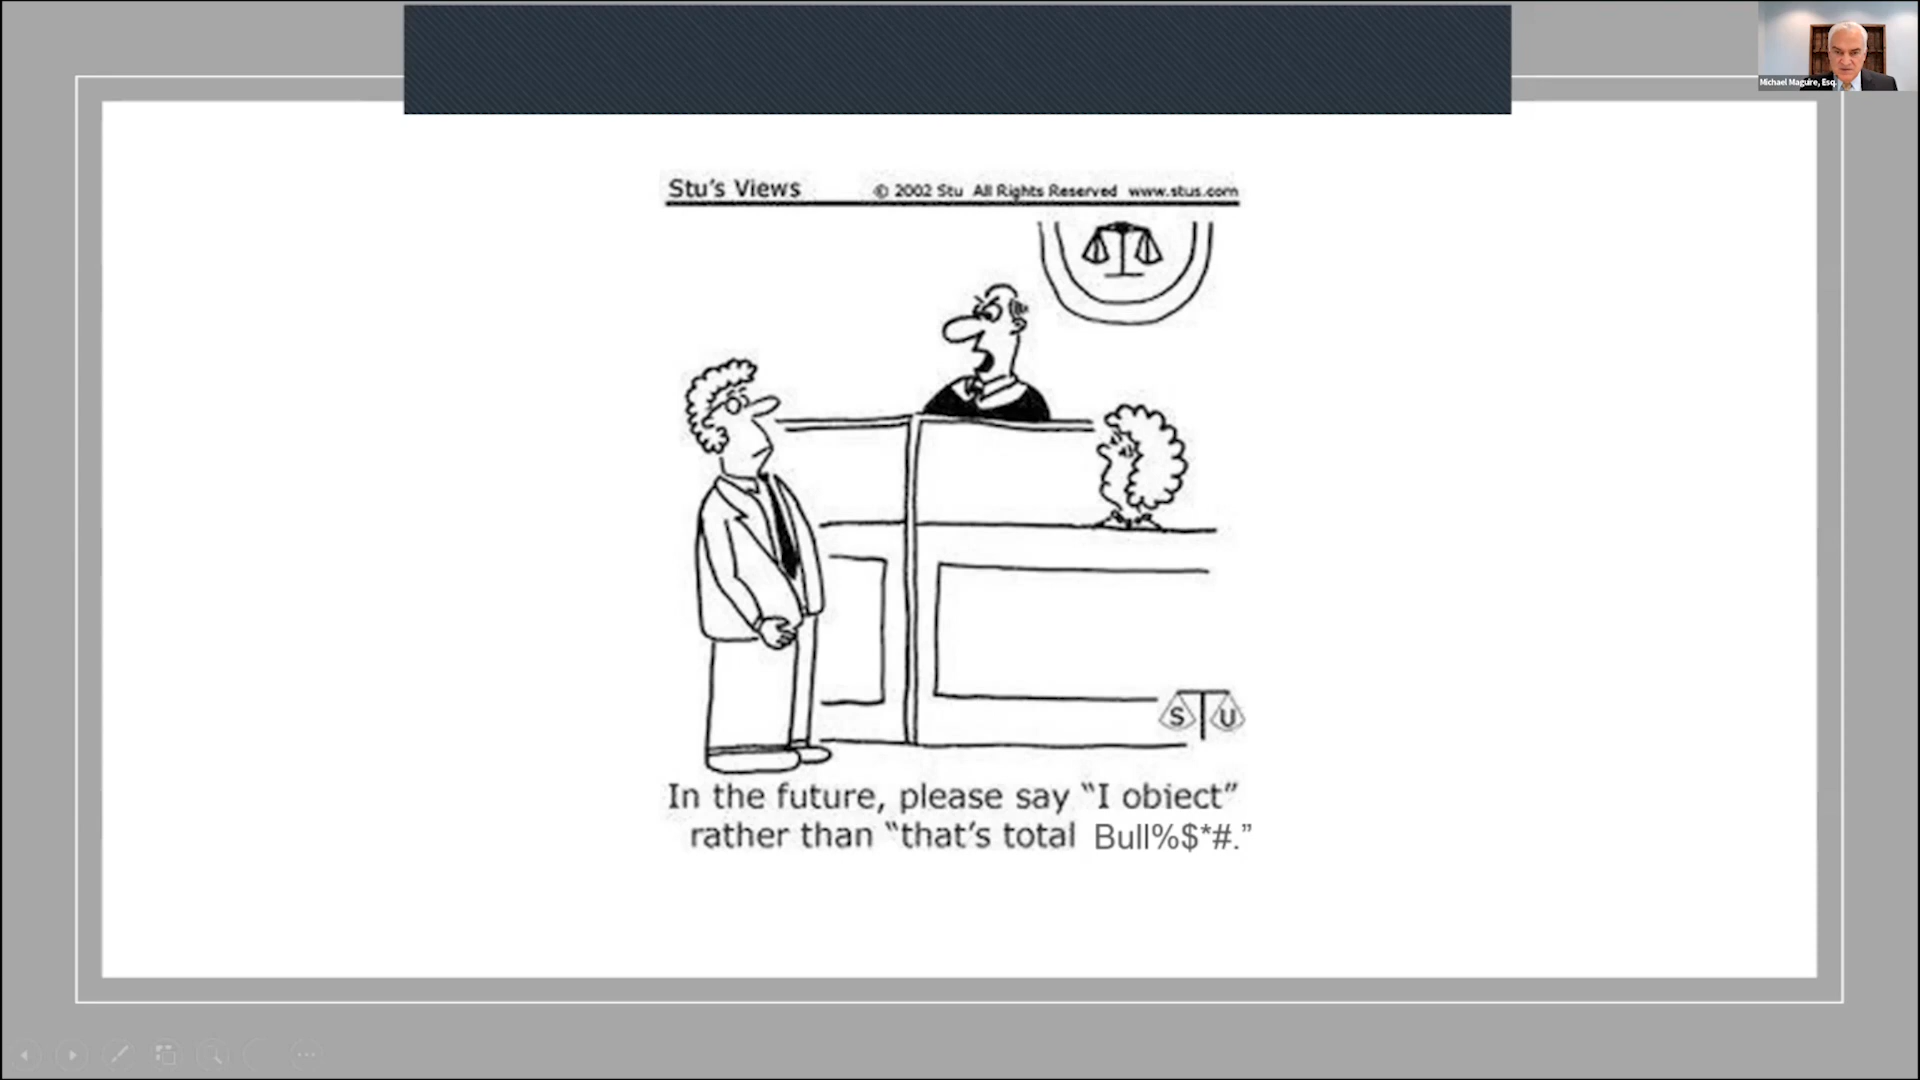 Michael Maguire, Esq.
Stu's Views © 2002 Stu All Rights Reserved www.stus.com
S U
In the future, please say “I obiect”
rather than “that's total Bull%$*#.”